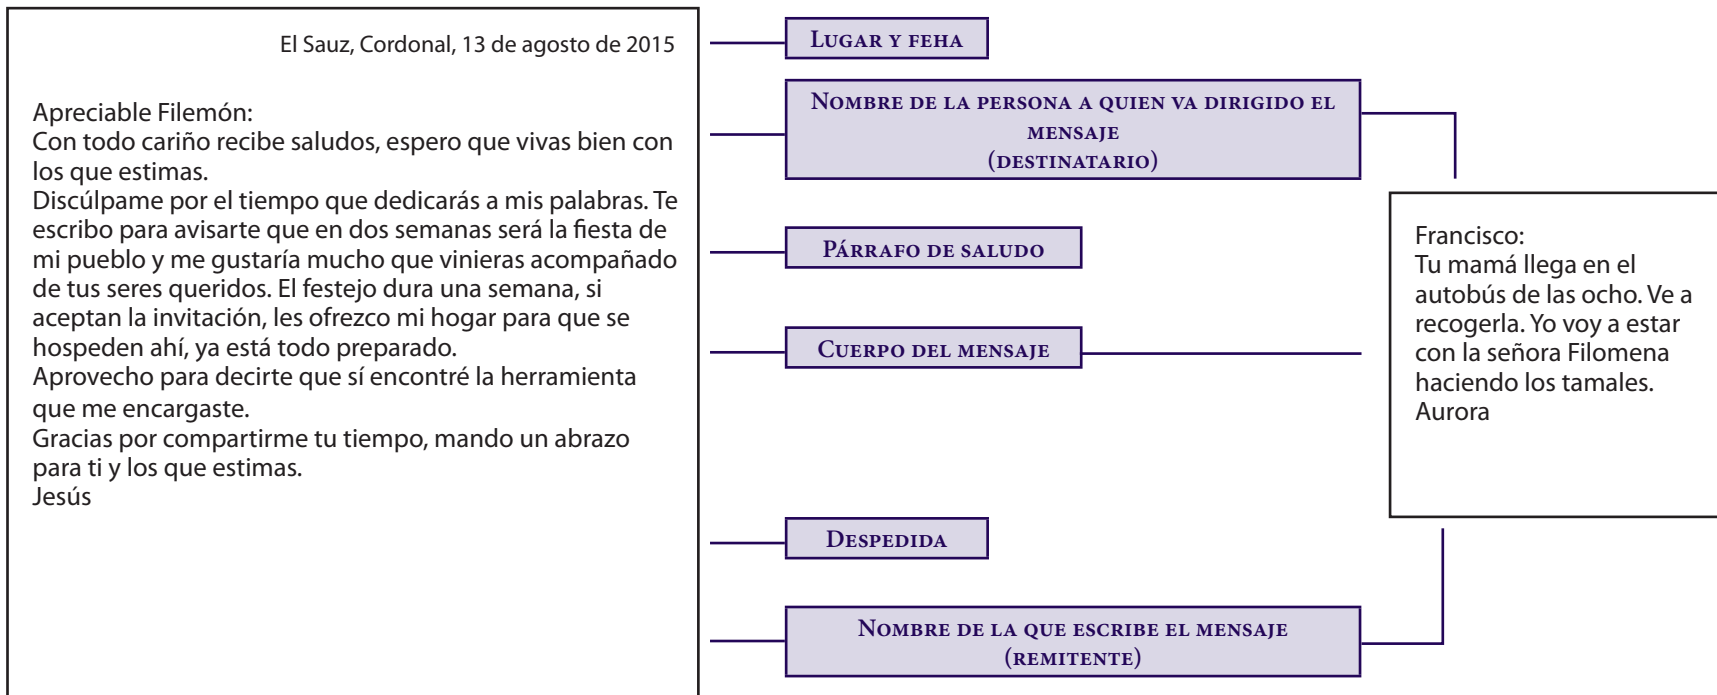 El Sauz, Cordonal, 13 de agosto de 2015
Apreciable Filemón:
Con todo cariño recibe saludos, espero que vivas bien con
los que estimas.
Discúlpame por el tiempo que dedicarás a mis palabras. Te
escribo para avisarte que en dos semanas será la fiesta de
mi pueblo y me gustaría mucho que vinieras acompañado
de tus seres queridos. El festejo dura una semana, si
aceptan la invitación, les ofrezco mi hogar para que se
hospeden ahí, ya está todo preparado.
Aprovecho para decirte que sí encontré la herramienta
que me encargaste.
Gracias por compartirme tu tiempo, mando un abrazo
para ti y los que estimas.
Jesús
Lugar y feha
Nombre de la persona a quien va dirigido el
mensaje
(destinatario)
Párrafo de saludo
Cuerpo del mensaje
Despedida
Nombre de la que escribe el mensaje
(remitente)
Francisco:
Tu mamá llega en el
autobús de las ocho. Ve a
recogerla. Yo voy a estar
con la señora Filomena
haciendo los tamales.
Aurora